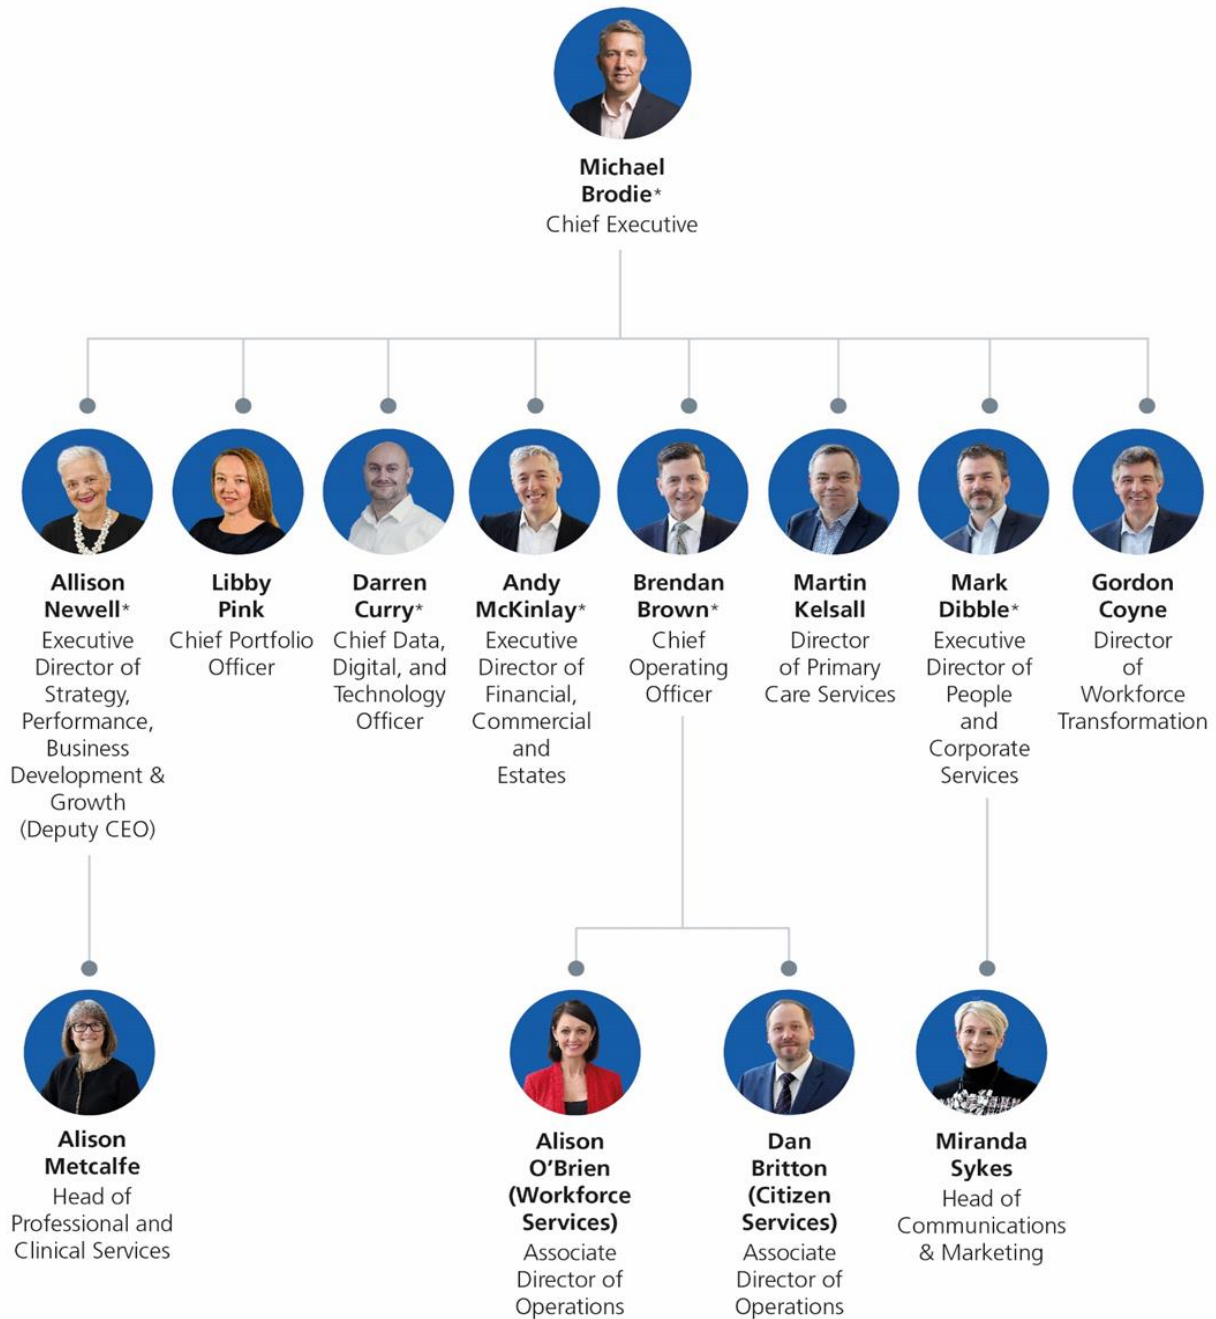 Michael
Brodie*
Chief Executive
Allison
Newell*
Executive
Director of
Strategy,
Performance,
Business
Development &
Growth
(Deputy CEO)
Libby
Pink
Chief Portfolio
Officer
Darren
Curry*
Chief Data,
Digital, and
Technology
Officer
Andy
McKinlay*
Executive
Director of
Financial,
Commercial
and
Estates
Brendan
Brown*
Chief
Operating
Officer
Martin
Kelsall
Director
of Primary
Care Services
Mark
Dibble*
Executive
Director of
People
and
Corporate
Services
Gordon
Coyne
Director
of
Workforce
Transformation
Alison
Metcalfe
Head of
Professional and
Clinical Services
Alison
O’Brien
(Workforce
Services)
Associate
Director of
Operations
Dan
Britton
(Citizen
Services)
Associate
Director of
Operations
Miranda
Sykes
Head of
Communications
& Marketing